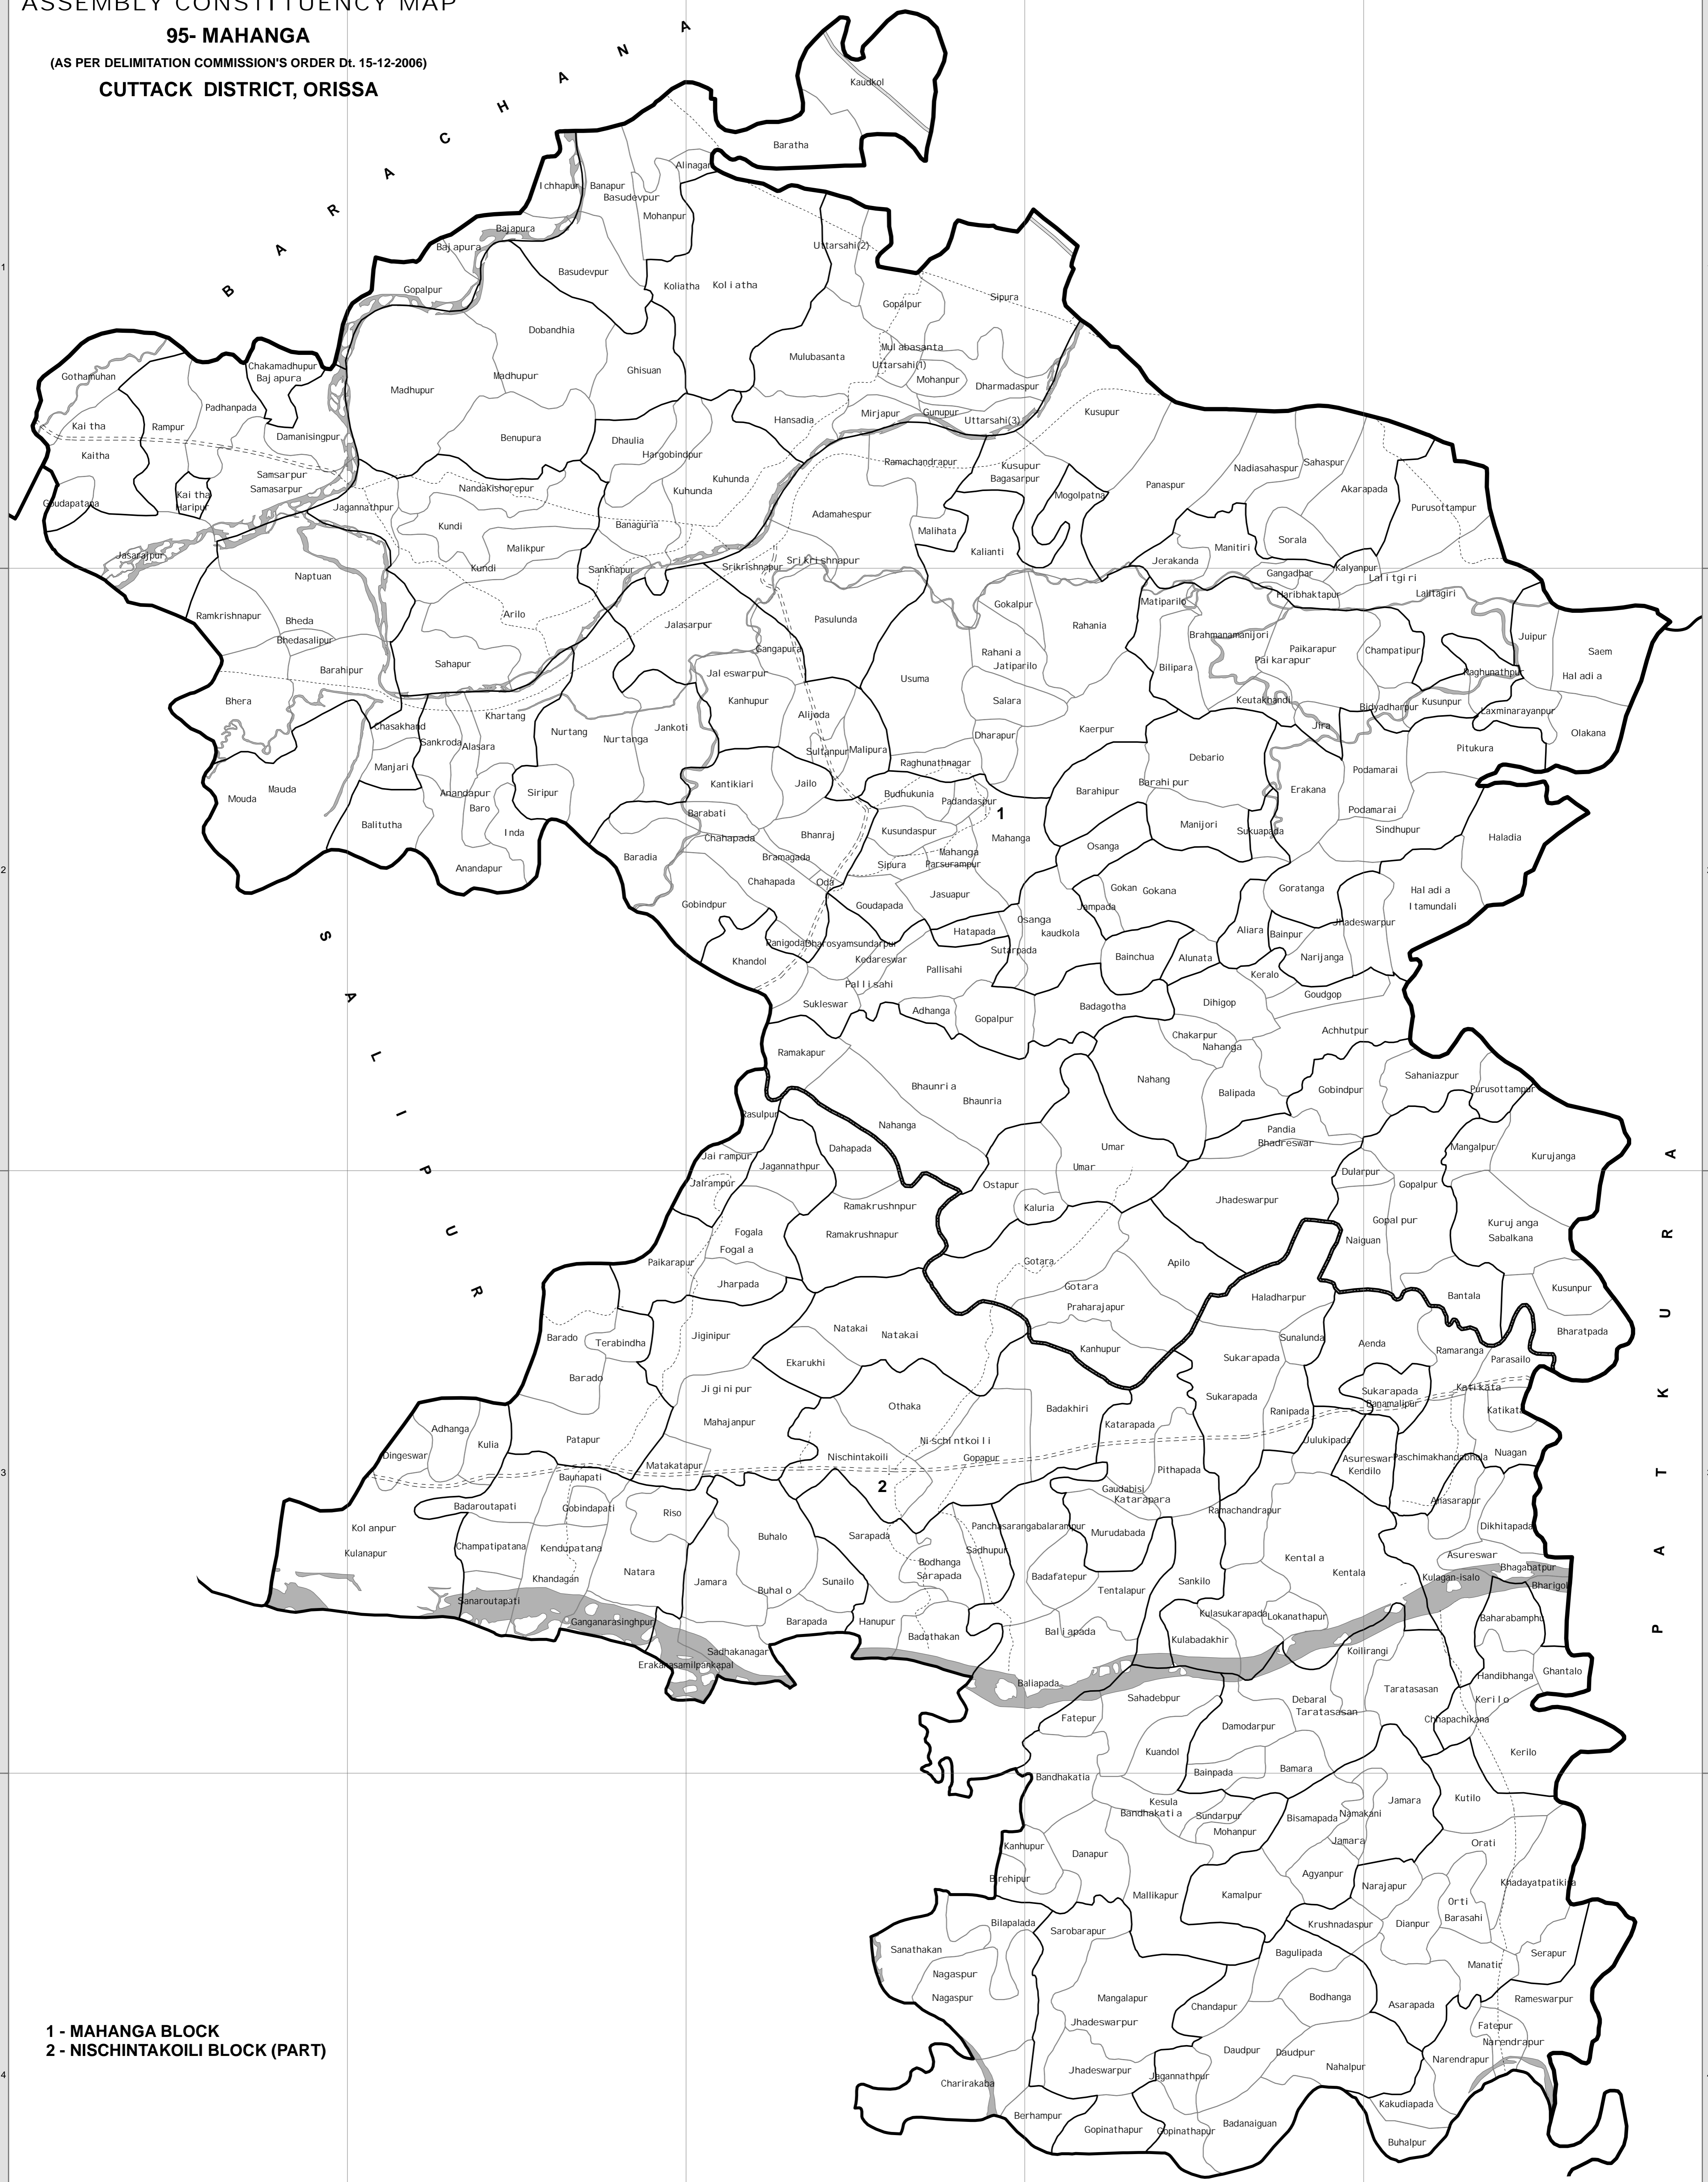 ASSEMBLY CONSTITUENCY MAP
95- MAHANGA
(AS PER DELIMITATION COMMISSION'S ORDER Dt. 15-12-2006)
CUTTACK DISTRICT, ORISSA
B A R A C H A N A
Kaudkol
Baratha
Alinagar
Ichhapur
Banapur
Basudevpur
Mohanpur
Bajapura
Bajapura
Uttarsahi(2)
Basudevpur
Koliatha
Koliatha
Gopalpur
Gopalpur
Sipura
1
Dobandhia
Mulubasanta
Mulabasanta
Uttarsahi(1)
Chakamadhupur
Bajapura
Gothamuhan
Madhupur
Madhupur
Ghisuan
Mohanpur
Dharmadaspur
Padhanpada
Kaitha
Rampur
Damanisingpur
Benupura
Dhaulia
Hargobindpur
Hansadia
Mirjapur
Gunupur
Uttarsahi(3)
Kusupur
Kaitha
Samsarpur
Samasarpur
Nandakishorepur
Kuhunda
Kuhunda
Ramachandrapur
Kusupur
Bagasarpur
Mogolpatna
Panaspur
Nadiasahaspur
Sahaspur
Akarapada
Purusottampur
Goudapatana
Kaitha
Haripur
Jagannathpur
Kundi
Banaguria
Adamahespur
Malihata
Kalianti
Manitiri
Sorala
Jasarajpur
Malikpur
Kundi
Sankhapur
Srikrishnapur
Srikrishnapur
Jerakanda
Gangadhar
Kalyanpur
Lalitgiri
Lalitagiri
Naptuan
Haribhaktapur
Matiparilo
Gokalpur
Rahania
Ramkrishnapur
Bheda
Bhedasalipur
Arilo
Jalasarpur
Pasulunda
Gangapura
Brahmanamanijori
Paikarapur
Paikarapur
Champatipur
Juipur
Saem
Rahania
Jatiparilo
Barahipur
Sahapur
Jaleswarpur
Usuma
Bilipara
Raghunathpur
Haladia
Bhera
Kanhupur
Alijoda
Salara
Keutakhandi
Bidyadharpur
Kusunpur
Laxminarayanpur
Khartang
Chasakhand
Nurtang
Nurtanga
Jankoti
Kaerpur
Jira
Olakana
Sankroda
Alasara
Sultanpur
Malipura
Dharapur
Pitukura
Manjari
Raghunathnagar
Debario
Podamarai
Mouda
Mauda
Anandapur
Baro
Siripur
Kantikiari
Jailo
Budhukunia
Padandaspur
Barahipur
Barahipur
Erakana
Podamarai
1
Balitutha
Inda
Barabati
Chahapada
Bhanraj
Kusundaspur
Mahanga
Manijori
Sukuapada
Sindhupur
Haladia
Osanga
Baradia
Bramagada
Mahanga
Sipura
Parsurampur
2
Anandapur
Chahapada
Oda
Jasuapur
Gokan
Gokana
Goratanga
Haladia
Itamundali
Gobindpur
Goudapada
Jampada
Osanga
kaudkola
Jhadeswarpur
Hatapada
Aliara
Bainpur
Panigoda
Dharosyamsundarpur
Sutarpada
Khandol
Kedareswar
Pallisahi
Bainchua
Alunata
Narijanga
Keralo
Pallisahi
Sukleswar
Adhanga
Gopalpur
Badagotha
Dihigop
Goudgop
Achhutpur
Chakarpur
Nahanga
Ramakapur
Nahang
Sahaniazpur
Purusottampur
Bhaunria
Bhaunria
Balipada
Gobindpur
Rasulpur
Nahanga
Pandia
Bhadreswar
Mangalpur
Kurujanga
Dahapada
Umar
Umar
Jairampur
Jagannathpur
Dularpur
Gopalpur
Jairampur
Ostapur
Kaluria
Jhadeswarpur
Ramakrushnpur
Ramakrushnapur
Gopalpur
Naiguan
Kurujanga
Sabalkana
Fogala
Fogala
Paikarapur
Gotara
Gotara
Apilo
Jharpada
Haladharpur
Bantala
Kusunpur
Praharajapur
Bharatpada
Barado
Terabindha
Jiginipur
Natakai
Natakai
Ekarukhi
Kanhupur
Sunalunda
Aenda
Sukarapada
Ramaranga
Parasailo
Barado
Jiginipur
Sukarapada
Sukarapada
Banamalipur
Katikata
Katikata
Othaka
Badakhiri
Ranipada
Mahajanpur
Adhanga
Katarapada
Kulia
Patapur
Nischintkoili
Julukipada
Dingeswar
Nischintakoili
Gopapur
Asureswar
Kendilo
Paschimakhandabhola
Nuagan
3
Matakatapur
Bauhapati
Pithapada
2
Gaudabisi
Katarapara
Anasarapur
Badaroutapati
Gobindapati
Riso
Ramachandrapur
Kolanpur
Kulanapur
Panchasarangabalarampur
Murudabada
Dikhitapada
Buhalo
Sarapada
Champatipatana
Kendupatana
Sadhupur
Kentala
Kentala
Asureswar
Bhagabatpur
Bodhanga
Sarapada
Natara
Jamara
Buhalo
Sunailo
Badafatepur
Sankilo
Kulagan-isalo
Bharigol
Khandagan
Tentalapur
Sanaroutapati
Ganganarasinghpur
Barapada
Hanupur
Kulasukarapada
Lokanathapur
Baharabamphu
Badathakan
Baliapada
Kulabadakhir
Koilirangi
Sadhakanagar
Erakanasamilpankapal
Handibhanga
Ghantalo
Baliapada
Sahadebpur
Debaral
Taratasasan
Taratasasan
Kerilo
Chhapachikana
Fatepur
Damodarpur
Kuandol
Kerilo
Bainpada
Bamara
Bandhakatia
Kesula
Bandhakatia
Sundarpur
Mohanpur
Bisamapada
Namakani
Jamara
Kutilo
Jamara
Orati
Kanhupur
Danapur
Agyanpur
Narajapur
Birehipur
Mallikapur
Kamalpur
Khadayatpatikira
Orti
Barasahi
Bilapalada
Sarobarapur
Krushnadaspur
Dianpur
Sanathakan
Bagulipada
Serapur
Manatir
Nagaspur
Nagaspur
Mangalapur
Bodhanga
Chandapur
Asarapada
Rameswarpur
Jhadeswarpur
Fatepur
Narendrapur
Daudpur
Daudpur
Nahalpur
Narendrapur
Jhadeswarpur
Jagannathpur
4
Charirakaba
Kakudiapada
Berhampur
Gopinathapur
Gopinathapur
Badanaiguan
Buhalpur
S A L I P U R
P A T K U R A
1 - MAHANGA BLOCK
2 - NISCHINTAKOILI BLOCK (PART)